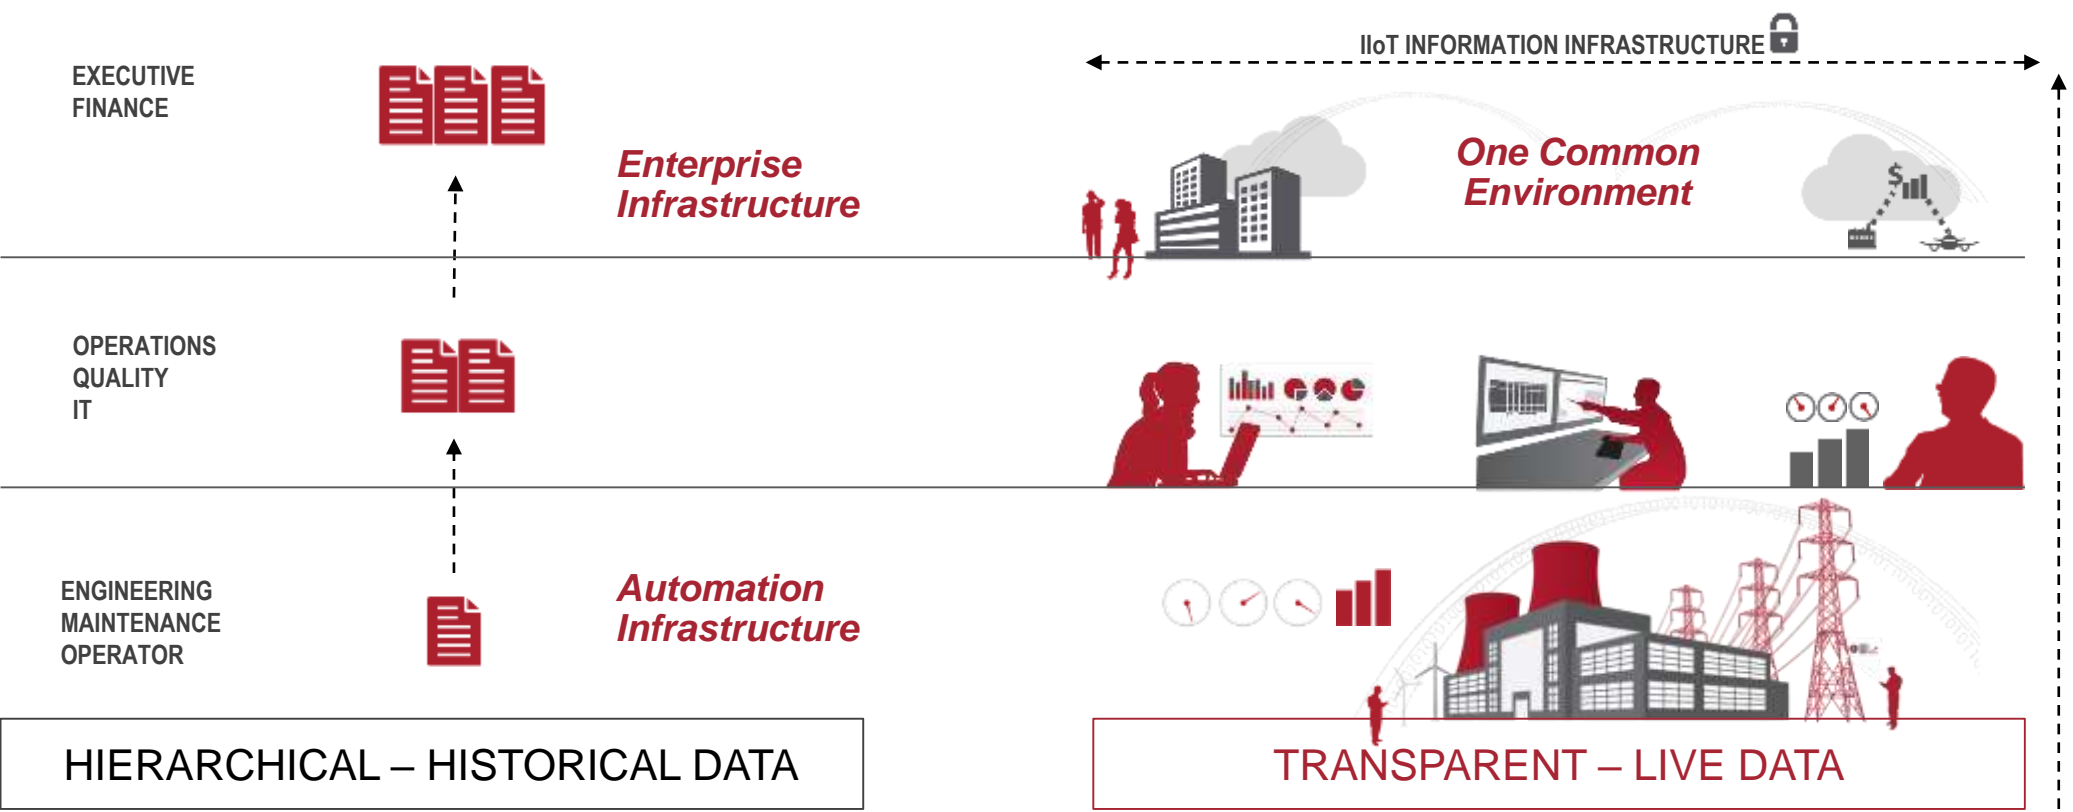 IIoT INFORMATION INFRASTRUCTURE
EXECUTIVE
FINANCE
Enterprise
Infrastructure
One Common
Environment
$
OPERATIONS
QUALITY
IT
ENGINEERING
MAINTENANCE
OPERATOR
Automation
Infrastructure
HIERARCHICAL – HISTORICAL DATA
TRANSPARENT – LIVE DATA